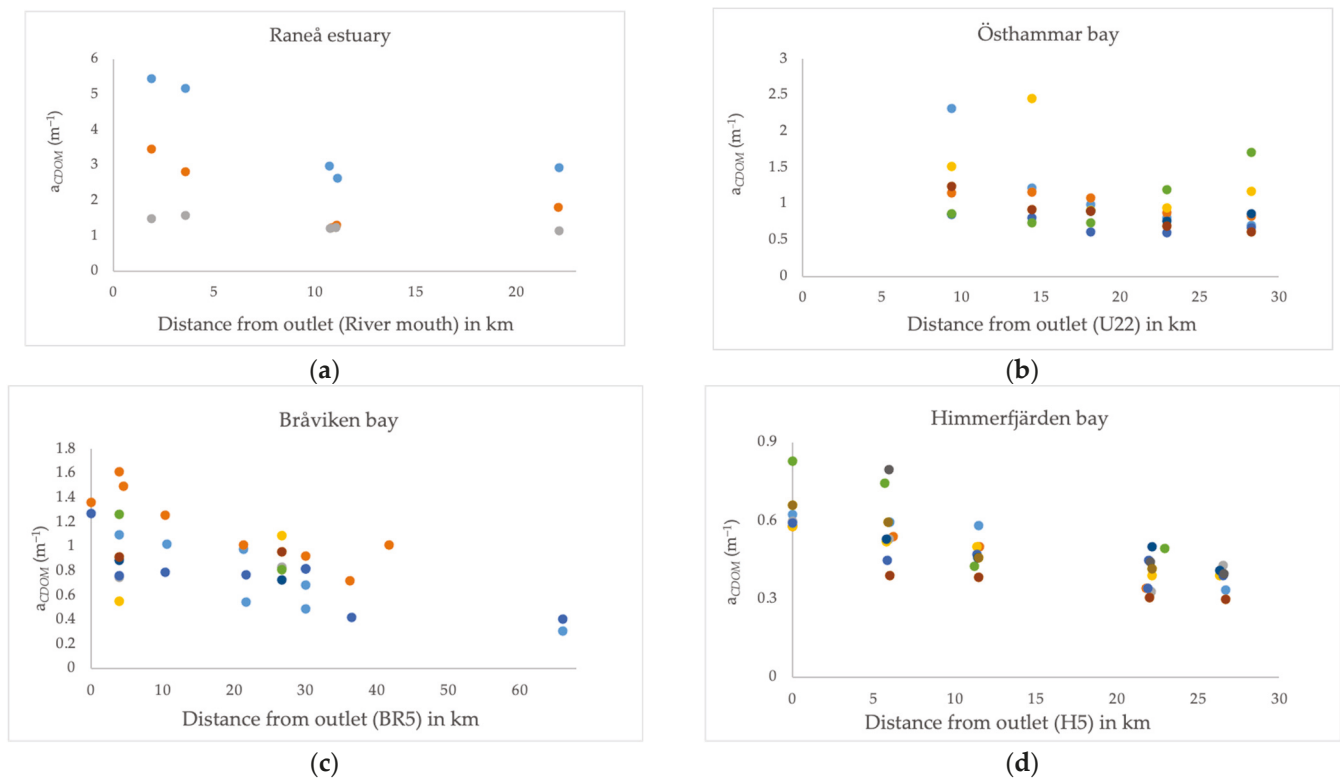 Raneå estuary
6
5
4
3
2
1
0
0 5 10 15 20
a_CDOM (m⁻¹)
Distance from outlet (River mouth) in km
(a)
Östhammar bay
3
2.5
2
1.5
1
0.5
0
0 5 10 15 20 25 30
a_CDOM (m⁻¹)
Distance from outlet (U22) in km
(b)
Bråviken bay
1.8
1.6
1.4
1.2
1
0.8
0.6
0.4
0.2
0
0 10 20 30 40 50 60
a_CDOM (m⁻¹)
Distance from outlet (BR5) in km
(c)
Himmerfjärden bay
0.9
0.6
0.3
0
0 5 10 15 20 25 30
a_CDOM (m⁻¹)
Distance from outlet (H5) in km
(d)